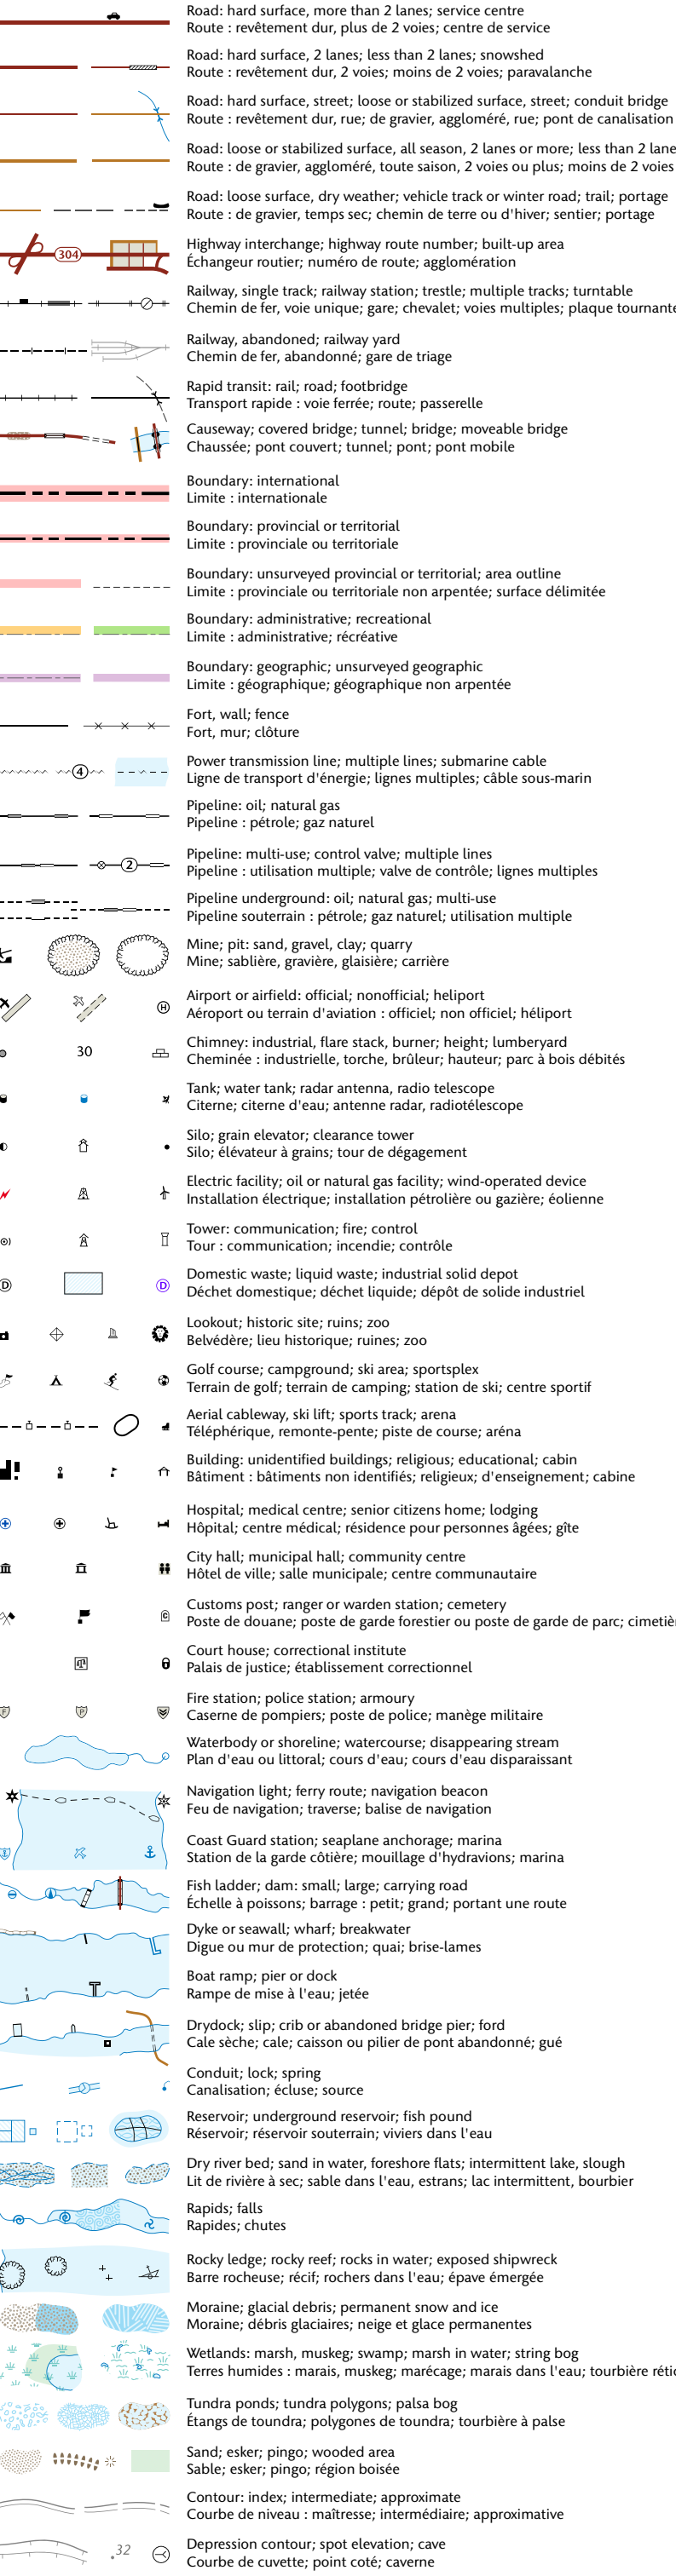 Road: hard surface, more than 2 lanes; service centre
Route : revêtement dur, plus de 2 voies; centre de service
Road: hard surface, 2 lanes; less than 2 lanes; snowshed
Route : revêtement dur, 2 voies; moins de 2 voies; paravalanche
Road: hard surface, street; loose or stabilized surface, street; conduit bridge
Route : revêtement dur, rue; de gravier, aggloméré, rue; pont de canalisation
Road: loose or stabilized surface, all season, 2 lanes or more; less than 2 lane
Route : de gravier, aggloméré, toute saison, 2 voies ou plus; moins de 2 voies
Road: loose surface, dry weather; vehicle track or winter road; trail; portage
Route : de gravier, temps sec; chemin de terre ou d'hiver; sentier; portage
304
Highway interchange; highway route number; built-up area
Échangeur routier; numéro de route; agglomération
Railway, single track; railway station; trestle; multiple tracks; turntable
Chemin de fer, voie unique; gare; chevalet; voies multiples; plaque tournante
Railway, abandoned; railway yard
Chemin de fer, abandonné; gare de triage
Rapid transit: rail; road; footbridge
Transport rapide : voie ferrée; route; passerelle
Causeway; covered bridge; tunnel; bridge; moveable bridge
Chaussée; pont couvert; tunnel; pont; pont mobile
Boundary: international
Limite : internationale
Boundary: provincial or territorial
Limite : provinciale ou territoriale
Boundary: unsurveyed provincial or territorial; area outline
Limite : provinciale ou territoriale non arpentée; surface délimitée
Boundary: administrative; recreational
Limite : administrative; récréative
Boundary: geographic; unsurveyed geographic
Limite : géographique; géographique non arpentée
Fort, wall; fence
Fort, mur; clôture
4
Power transmission line; multiple lines; submarine cable
Ligne de transport d'énergie; lignes multiples; câble sous-marin
Pipeline: oil; natural gas
Pipeline : pétrole; gaz naturel
2
Pipeline: multi-use; control valve; multiple lines
Pipeline : utilisation multiple; valve de contrôle; lignes multiples
Pipeline underground: oil; natural gas; multi-use
Pipeline souterrain : pétrole; gaz naturel; utilisation multiple
Mine; pit: sand, gravel, clay; quarry
Mine; sablière, gravière, glaisière; carrière
H
Airport or airfield: official; nonofficial; heliport
Aéroport ou terrain d'aviation : officiel; non officiel; héliport
30
Chimney: industrial, flare stack, burner; height; lumberyard
Cheminée : industrielle, torche, brûleur; hauteur; parc à bois débités
Tank; water tank; radar antenna, radio telescope
Citerne; citerne d'eau; antenne radar, radiotélescope
Silo; grain elevator; clearance tower
Silo; élévateur à grains; tour de dégagement
Electric facility; oil or natural gas facility; wind-operated device
Installation électrique; installation pétrolière ou gazière; éolienne
Tower: communication; fire; control
Tour : communication; incendie; contrôle
D D
Domestic waste; liquid waste; industrial solid depot
Déchet domestique; déchet liquide; dépôt de solide industriel
Lookout; historic site; ruins; zoo
Belvédère; lieu historique; ruines; zoo
Golf course; campground; ski area; sportsplex
Terrain de golf; terrain de camping; station de ski; centre sportif
Aerial cableway, ski lift; sports track; arena
Téléphérique, remonte-pente; piste de course; aréna
Building: unidentified buildings; religious; educational; cabin
Bâtiment : bâtiments non identifiés; religieux; d'enseignement; cabine
Hospital; medical centre; senior citizens home; lodging
Hôpital; centre médical; résidence pour personnes âgées; gîte
City hall; municipal hall; community centre
Hôtel de ville; salle municipale; centre communautaire
C
Customs post; ranger or warden station; cemetery
Poste de douane; poste de garde forestier ou poste de garde de parc; cimetiè
Court house; correctional institute
Palais de justice; établissement correctionnel
F P
Fire station; police station; armoury
Caserne de pompiers; poste de police; manège militaire
Waterbody or shoreline; watercourse; disappearing stream
Plan d'eau ou littoral; cours d'eau; cours d'eau disparaissant
Navigation light; ferry route; navigation beacon
Feu de navigation; traverse; balise de navigation
Coast Guard station; seaplane anchorage; marina
Station de la garde côtière; mouillage d'hydravions; marina
Fish ladder; dam: small; large; carrying road
Échelle à poissons; barrage : petit; grand; portant une route
Dyke or seawall; wharf; breakwater
Digue ou mur de protection; quai; brise-lames
Boat ramp; pier or dock
Rampe de mise à l'eau; jetée
Drydock; slip; crib or abandoned bridge pier; ford
Cale sèche; cale; caisson ou pilier de pont abandonné; gué
Conduit; lock; spring
Canalisation; écluse; source
Reservoir; underground reservoir; fish pound
Réservoir; réservoir souterrain; viviers dans l'eau
Dry river bed; sand in water, foreshore flats; intermittent lake, slough
Lit de rivière à sec; sable dans l'eau, estrans; lac intermittent, bourbier
Rapids; falls
Rapides; chutes
Rocky ledge; rocky reef; rocks in water; exposed shipwreck
Barre rocheuse; récif; rochers dans l'eau; épave émergée
Moraine; glacial debris; permanent snow and ice
Moraine; débris glaciaires; neige et glace permanentes
Wetlands: marsh, muskeg; swamp; marsh in water; string bog
Terres humides : marais, muskeg; marécage; marais dans l'eau; tourbière rétic
Tundra ponds; tundra polygons; palsa bog
Étangs de toundra; polygones de toundra; tourbière à palse
Sand; esker; pingo; wooded area
Sable; esker; pingo; région boisée
Contour: index; intermediate; approximate
Courbe de niveau : maîtresse; intermédiaire; approximative
.32
Depression contour; spot elevation; cave
Courbe de cuvette; point coté; caverne